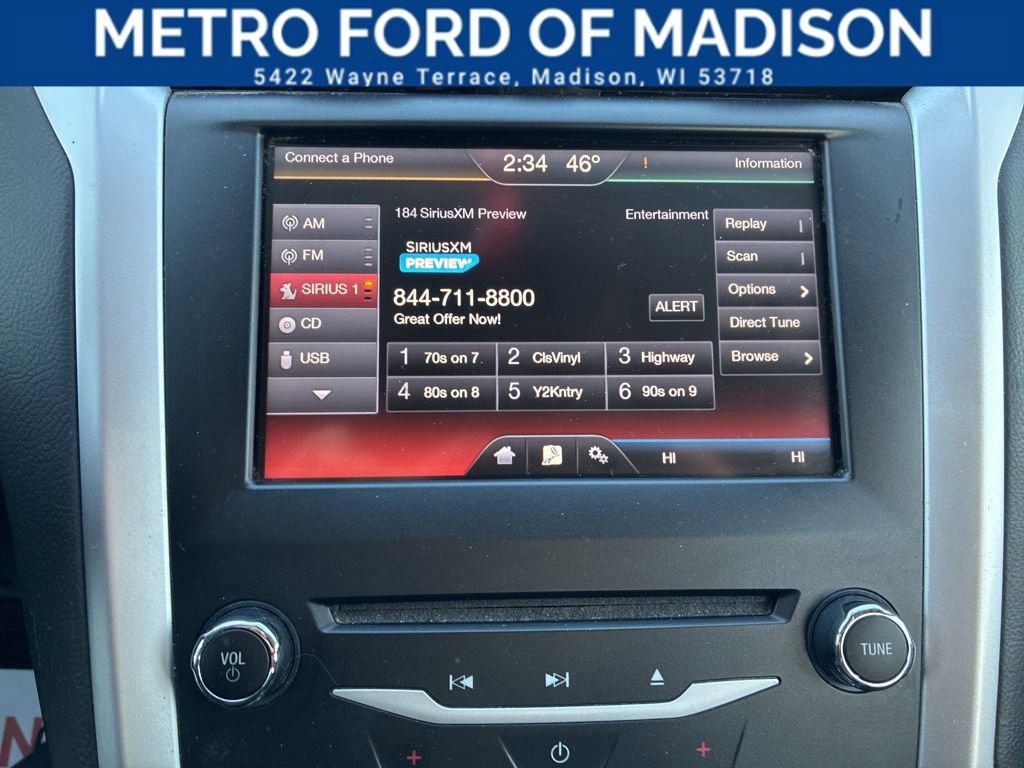 METRO FORD OF MADISON
5422 Wayne Terrace, Madison, WI 53718
Connect a Phone 2:34 46° ! Information
AM
FM
SIRIUS 1
CD
USB
184 SiriusXM Preview Entertainment
SIRIUSXM
PREVIEW
844-711-8800
Great Offer Now!
ALERT
1 70s on 7 2 ClsVinyl 3 Highway
4 80s on 8 5 Y2Kntry 6 90s on 9
Replay
Scan
Options
Direct Tune
Browse
HI HI
VOL
TUNE